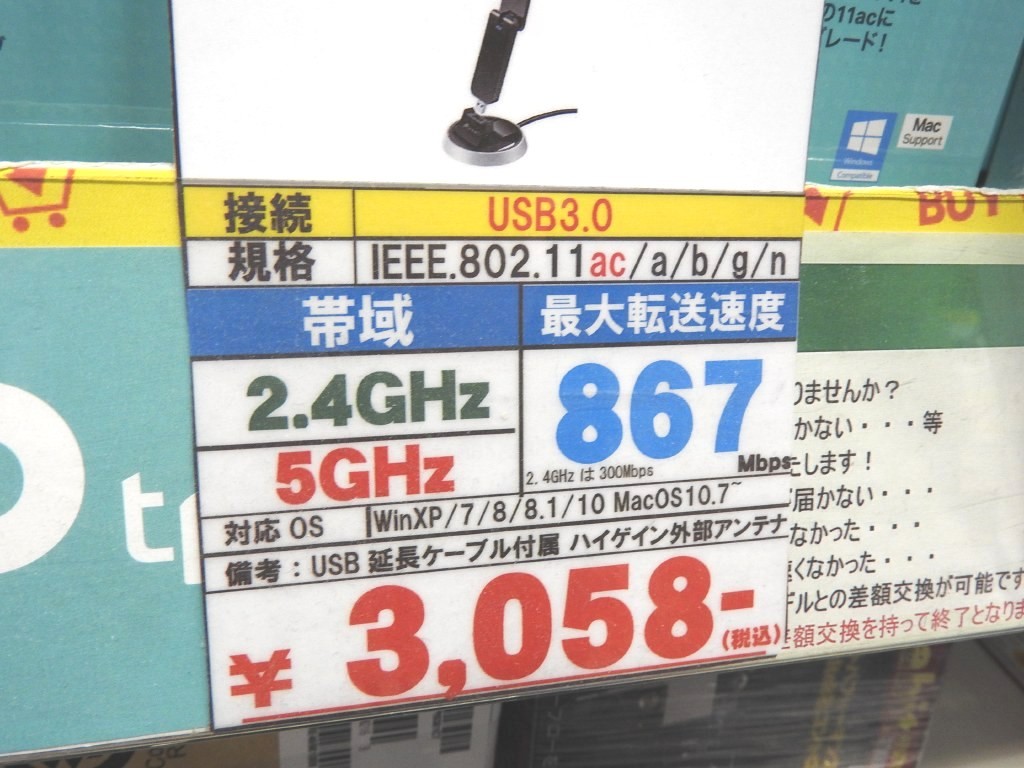 の11acに
レード!
Windows
Compatible
Mac
Support
接続 USB3.0
規格 IEEE.802.11ac/a/b/g/n
帯域 最大転送速度
2.4GHz
5GHz
867
2.4GHz は 300Mbps
Mbps
対応 OS WinXP/7/8/8.1/10 MacOS10.7~
備考:USB 延長ケーブル付属 ハイゲイン外部アンテナ
¥3,058-
(税込)
BUY
りませんか?
かない・・・等
たします!
届かない・・・
なかった・・・
くなかった・・・
デルとの差額交換が可能です
差額交換を持って終了となりま
t